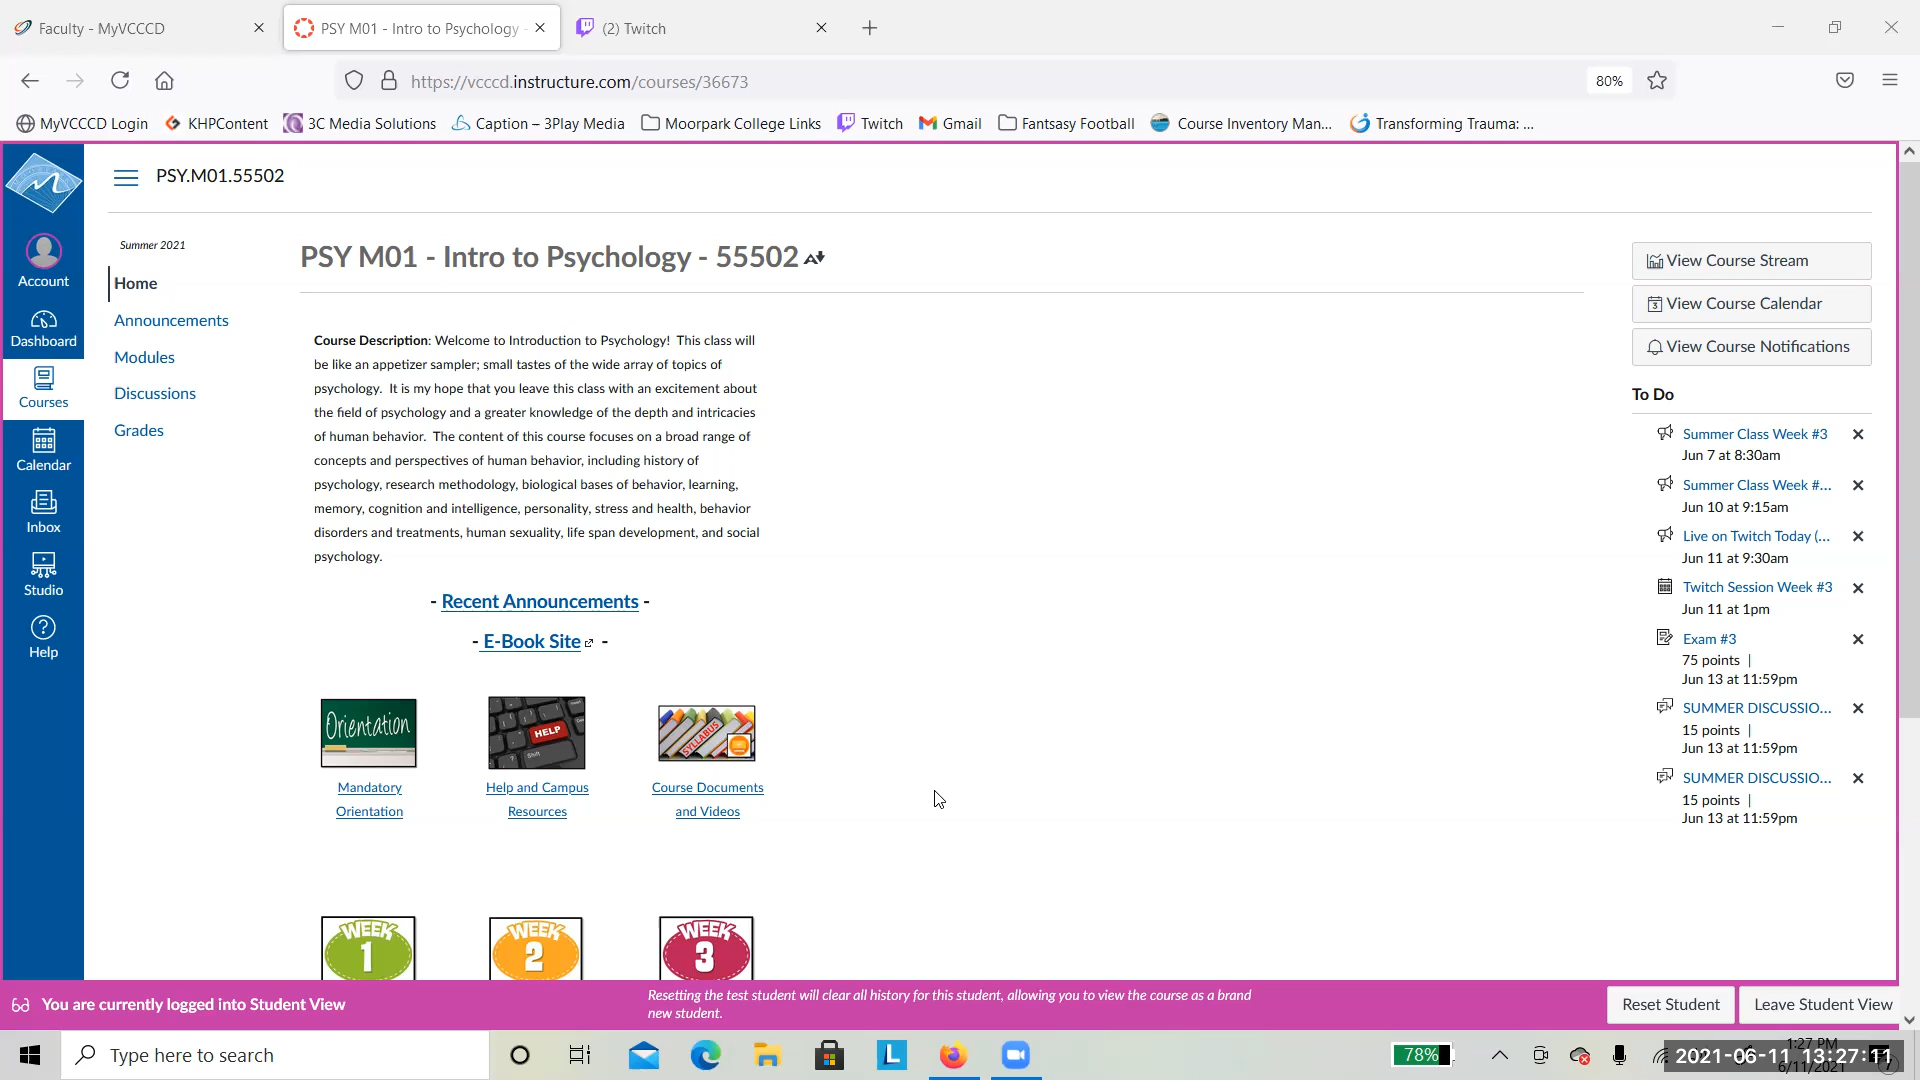 Faculty - MyVCCCD
PSY M01 - Intro to Psychology -
(2) Twitch
https://vcccd.instructure.com/courses/36673
80%
MyVCCCD Login
KHPContent
3C Media Solutions
Caption – 3Play Media
Moorpark College Links
Twitch
Gmail
Fantsasy Football
Course Inventory Man...
Transforming Trauma: ...
PSY.M01.55502
Account
Dashboard
Courses
Calendar
Inbox
Studio
Help
Summer 2021
Home
Announcements
Modules
Discussions
Grades
PSY M01 - Intro to Psychology - 55502
Course Description: Welcome to Introduction to Psychology! This class will
be like an appetizer sampler; small tastes of the wide array of topics of
psychology. It is my hope that you leave this class with an excitement about
the field of psychology and a greater knowledge of the depth and intricacies
of human behavior. The content of this course focuses on a broad range of
concepts and perspectives of human behavior, including history of
psychology, research methodology, biological bases of behavior, learning,
memory, cognition and intelligence, personality, stress and health, behavior
disorders and treatments, human sexuality, life span development, and social
psychology.
- Recent Announcements -
- E-Book Site -
Orientation
HELP
Shift
SYLLABUS
Mandatory
Orientation
Help and Campus
Resources
Course Documents
and Videos
WEEK
1
WEEK
2
WEEK
3
View Course Stream
View Course Calendar
View Course Notifications
To Do
Summer Class Week #3
Jun 7 at 8:30am
Summer Class Week #...
Jun 10 at 9:15am
Live on Twitch Today (...
Jun 11 at 9:30am
Twitch Session Week #3
Jun 11 at 1pm
Exam #3
75 points |
Jun 13 at 11:59pm
SUMMER DISCUSSIO...
15 points |
Jun 13 at 11:59pm
SUMMER DISCUSSIO...
15 points |
Jun 13 at 11:59pm
You are currently logged into Student View
Resetting the test student will clear all history for this student, allowing you to view the course as a brand
new student.
Reset Student
Leave Student View
Type here to search
78%
1:27 PM
2021-06-11 13:27:11